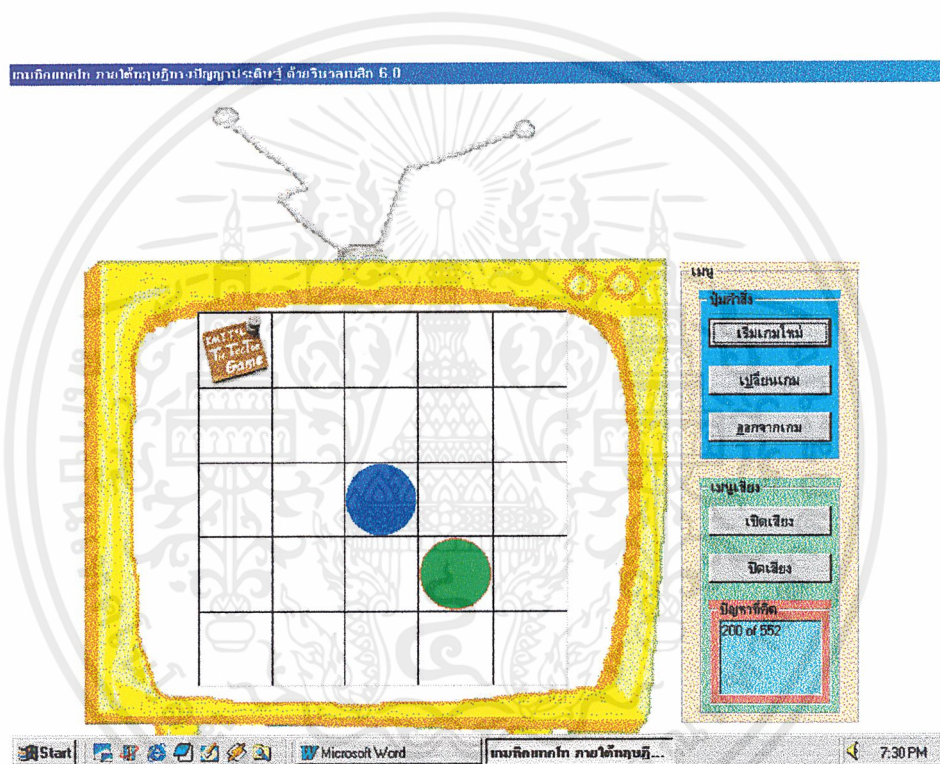 เกมทิคแทคโท ภายใต้ทฤษฎีทางปัญญาประดิษฐ์ ด้วยวิชวลเบสิก 6.0
Tic Tac Toe
Game
เมนู
ปุ่มคำสั่ง
เริ่มเกมใหม่
เปลี่ยนเกม
ออกจากเกม
เมนูเสียง
เปิดเสียง
ปิดเสียง
ปัญหาที่คิด
200 of 552
Start
Microsoft Word
เกมทิคแทคโท ภายใต้ทฤษฎี...
7:30 PM